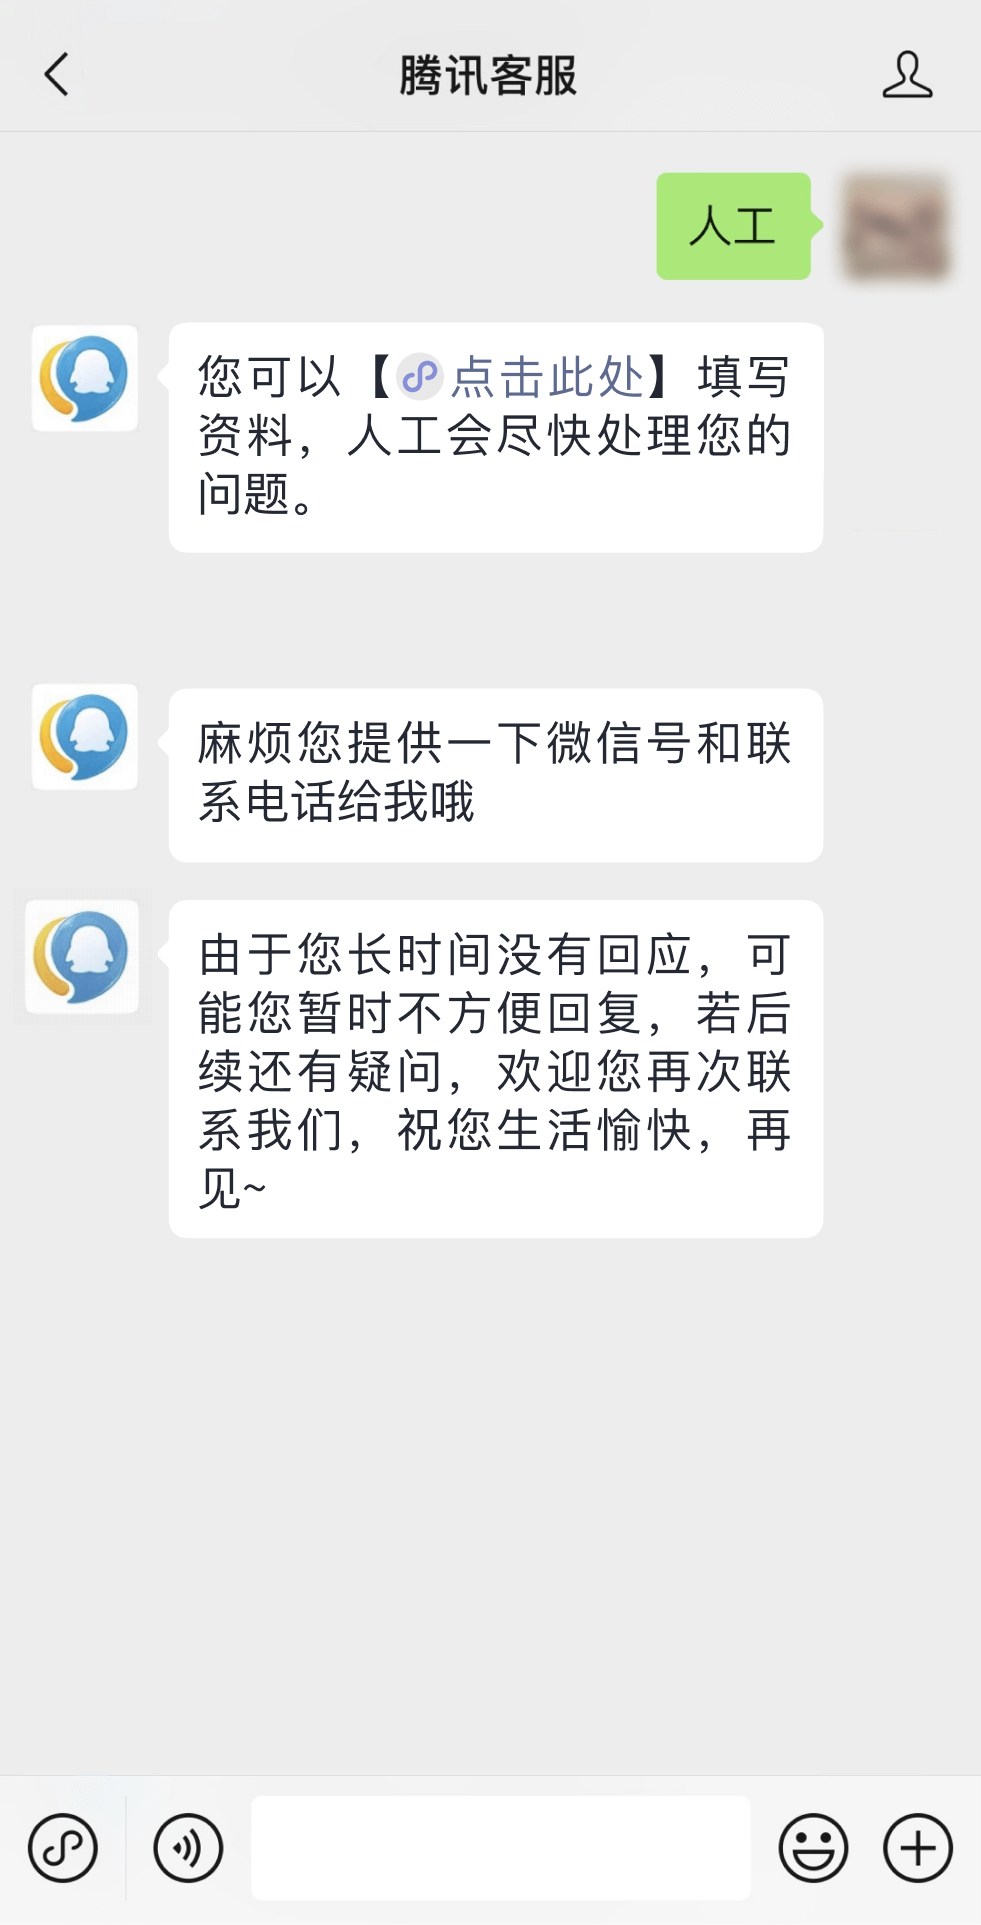 腾讯客服
人工
您可以【点击此处】填写
资料，人工会尽快处理您的
问题。
麻烦您提供一下微信号和联
系电话给我哦
由于您长时间没有回应，可
能您暂时不方便回复，若后
续还有疑问，欢迎您再次联
系我们，祝您生活愉快，再
见~